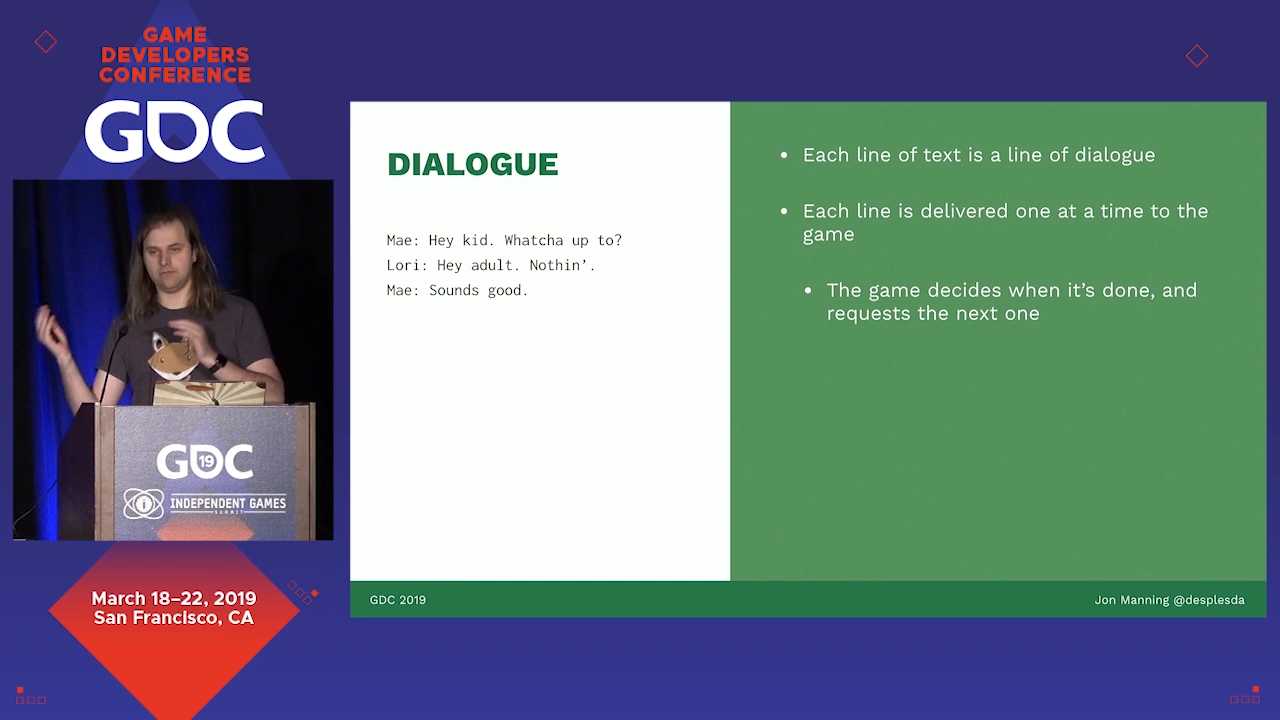 GAME
DEVELOPERS
CONFERENCE
GDC
GDC
19
INDEPENDENT GAMES
SUMMIT
March 18–22, 2019
San Francisco, CA
DIALOGUE
Mae: Hey kid. Whatcha up to?
Lori: Hey adult. Nothin’.
Mae: Sounds good.
• Each line of text is a line of dialogue
• Each line is delivered one at a time to the
game
• The game decides when it’s done, and
requests the next one
GDC 2019
Jon Manning @desplesda